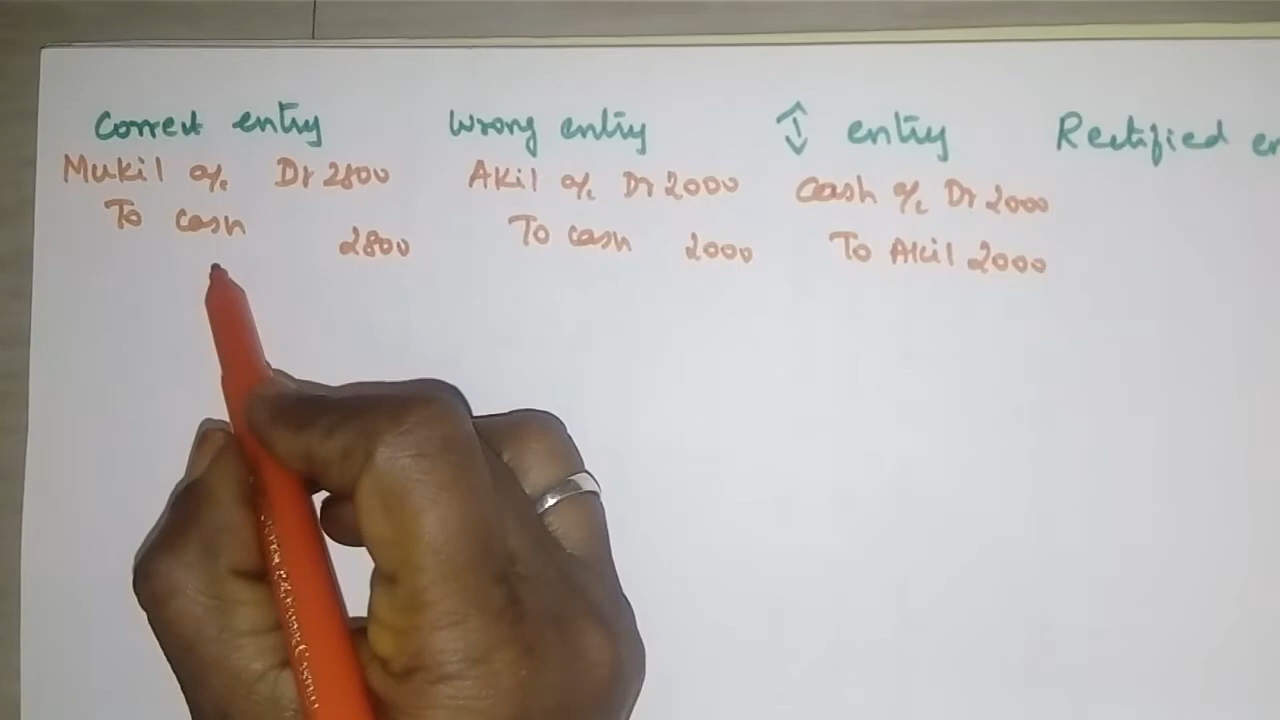 Correct entry Wrong entry ↕ entry Rectified en
Mukil a/c Dr 2800 Akil a/c Dr 2000 Cash a/c Dr 2000
To cash 2800 To cash 2000 To Akil 2000